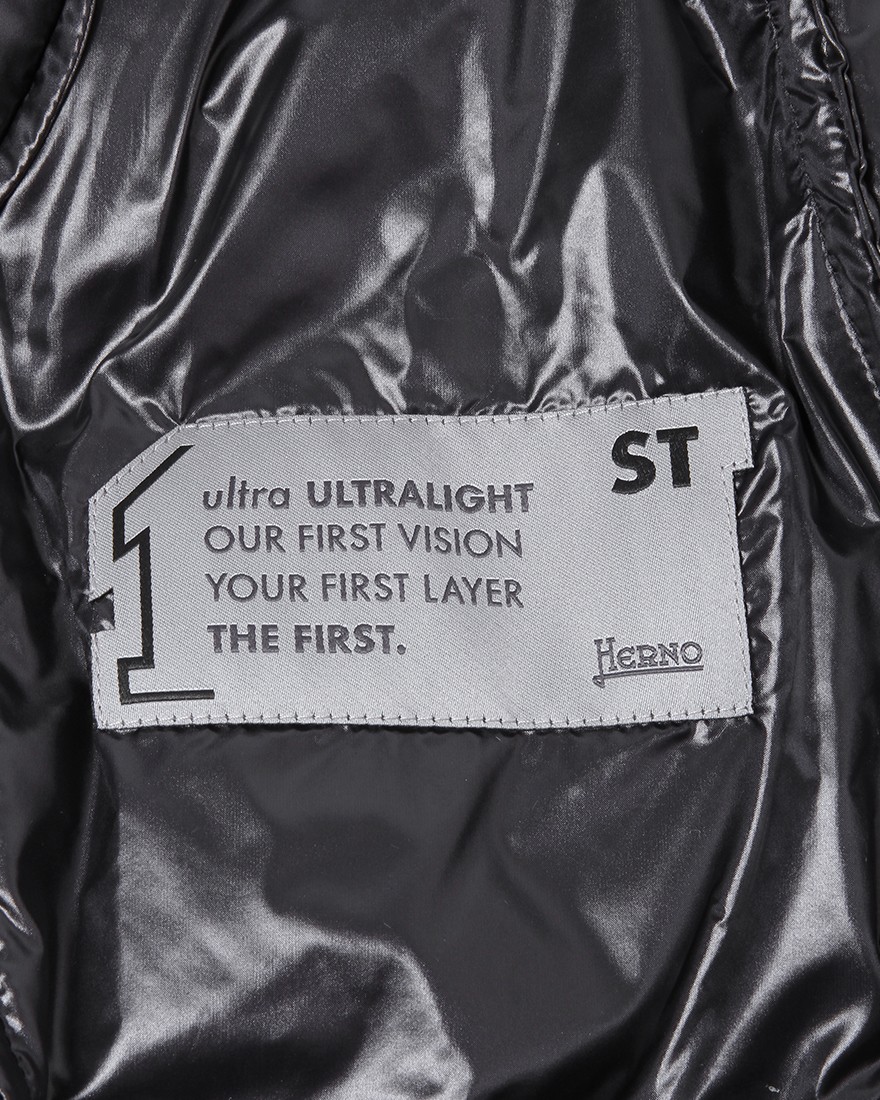 1
ST
ultra ULTRALIGHT
OUR FIRST VISION
YOUR FIRST LAYER
THE FIRST.
HERNO